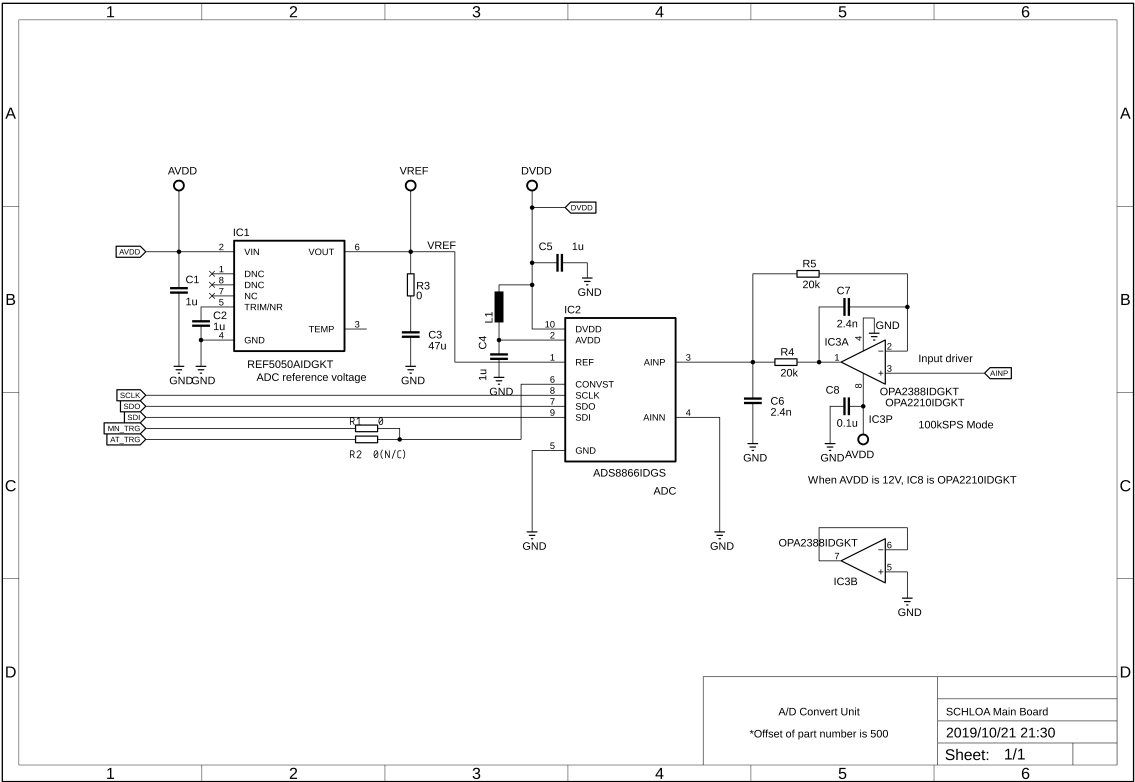 1 2 3 4 5 6
A A
AVDD VREF DVDD
DVDD
IC1
AVDD 2 VIN VOUT 6 VREF
C5 1u
R5
20k
1 DNC
8 DNC
7 NC
5 TRIM/NR
4 GND
TEMP 3
C1
1u
C2
1u
R3
0
C3
47u
GND
B B
L1
C4
1u
GND
IC2
C7
2.4n
GND
IC3A
4
2
1
3
8
Input driver
AINP
R4
20k
10 DVDD
2 AVDD
1 REF
6 CONVST
8 SCLK
7 SDO
9 SDI
5 GND
AINP 3
AINN 4
REF5050AIDGKT
ADC reference voltage
GND GND
GND
SCLK
SDO
SDI
MN_TRG
AT_TRG
R1 0
R2 0(N/C)
OPA2388IDGKT
OPA2210IDGKT
C6
2.4n
C8
0.1u
IC3P
100kSPS Mode
GND
GND
AVDD
ADS8866IDGS
ADC
When AVDD is 12V, IC8 is OPA2210IDGKT
C C
GND
GND
OPA2388IDGKT
6
7
5
IC3B
GND
D D
A/D Convert Unit
*Offset of part number is 500
SCHLOA Main Board
2019/10/21 21:30
Sheet: 1/1
1 2 3 4 5 6